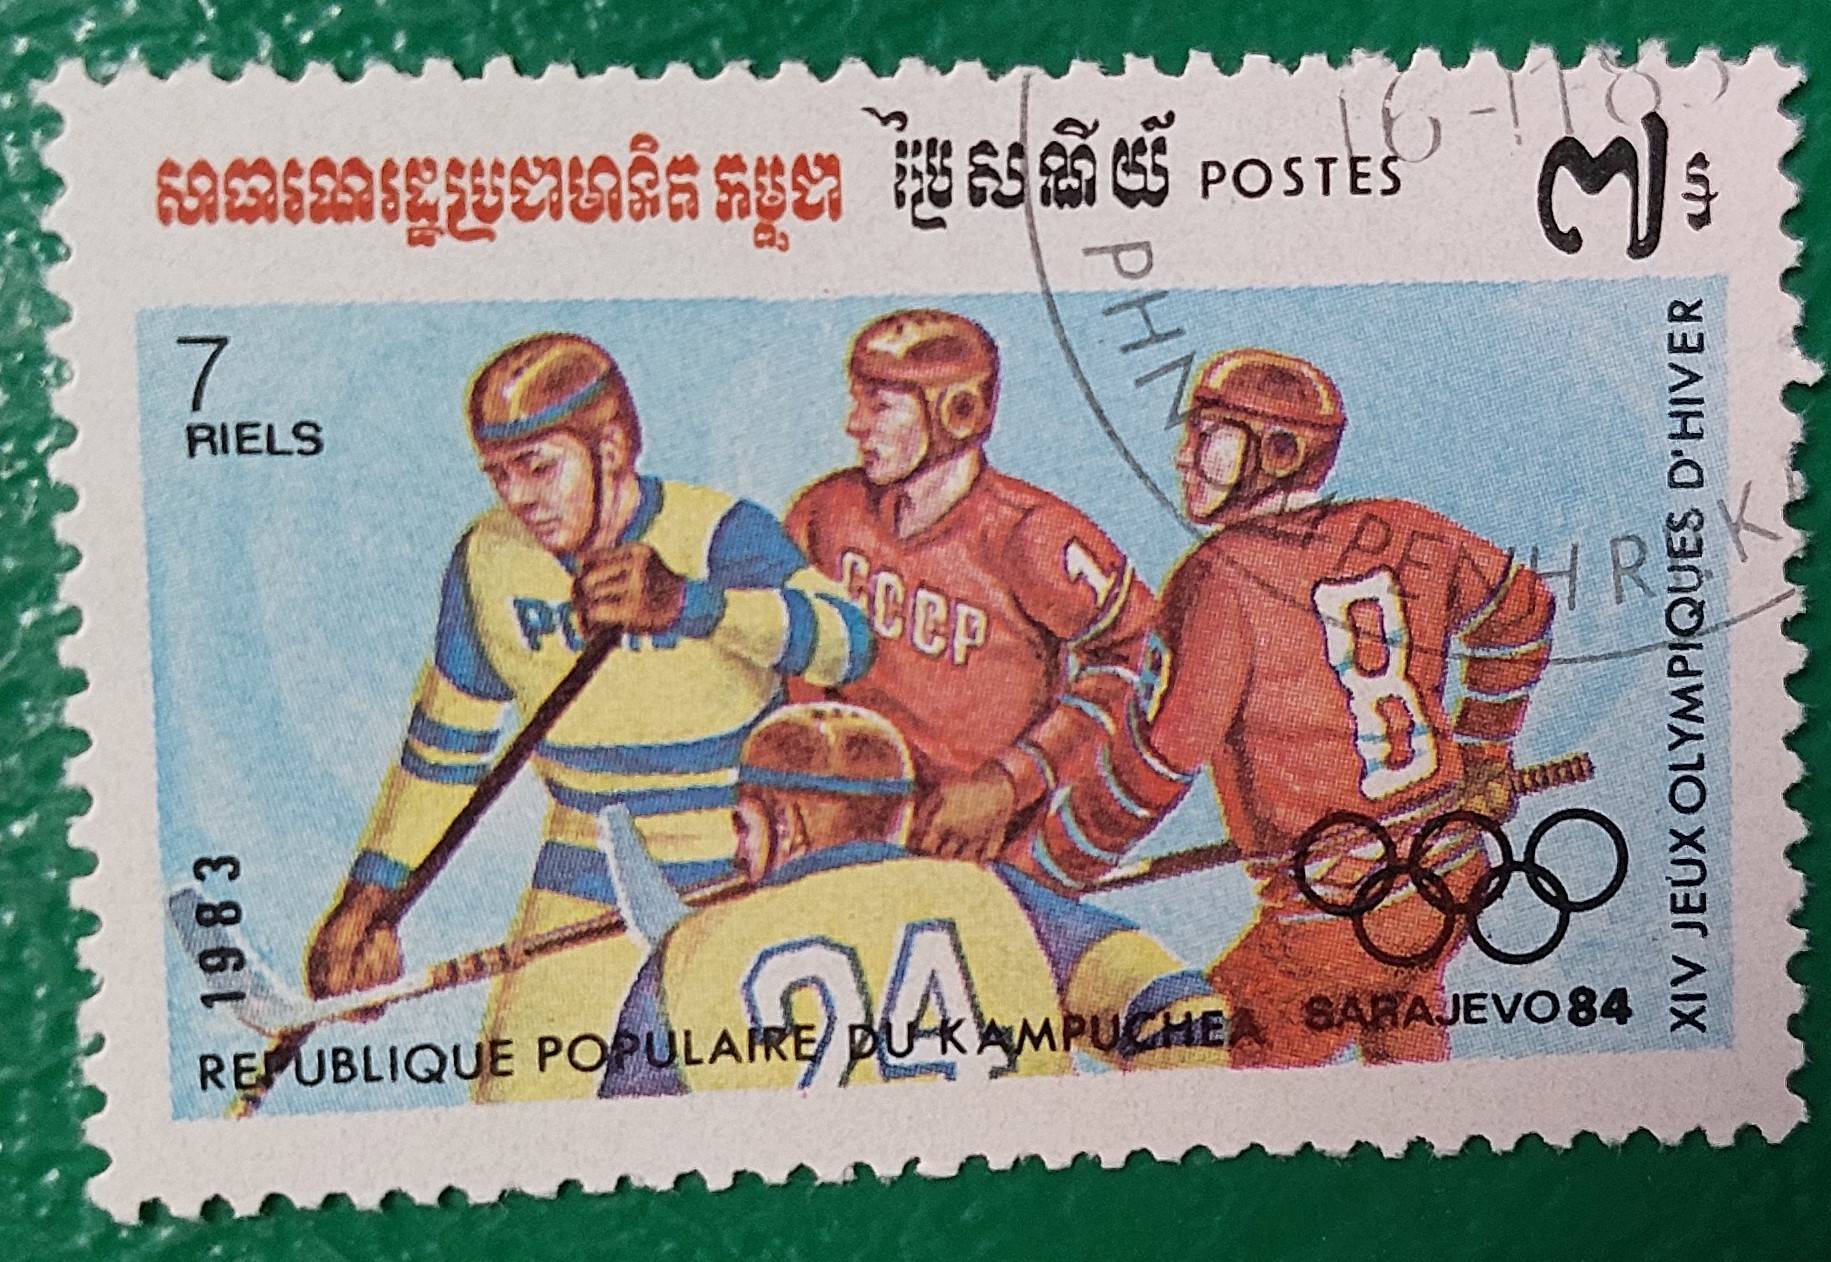 សាធារណរដ្ឋប្រជាមានិត កម្ពុជា ប្រៃសណីយ៍ POSTES ៧រ
7
RIELS
CCCP
1
8
24
1983
REPUBLIQUE POPULAIRE DU KAMPUCHEA
SARAJEVO 84
XIV JEUX OLYMPIQUES D'HIVER
PHNOM PENH R.P.K